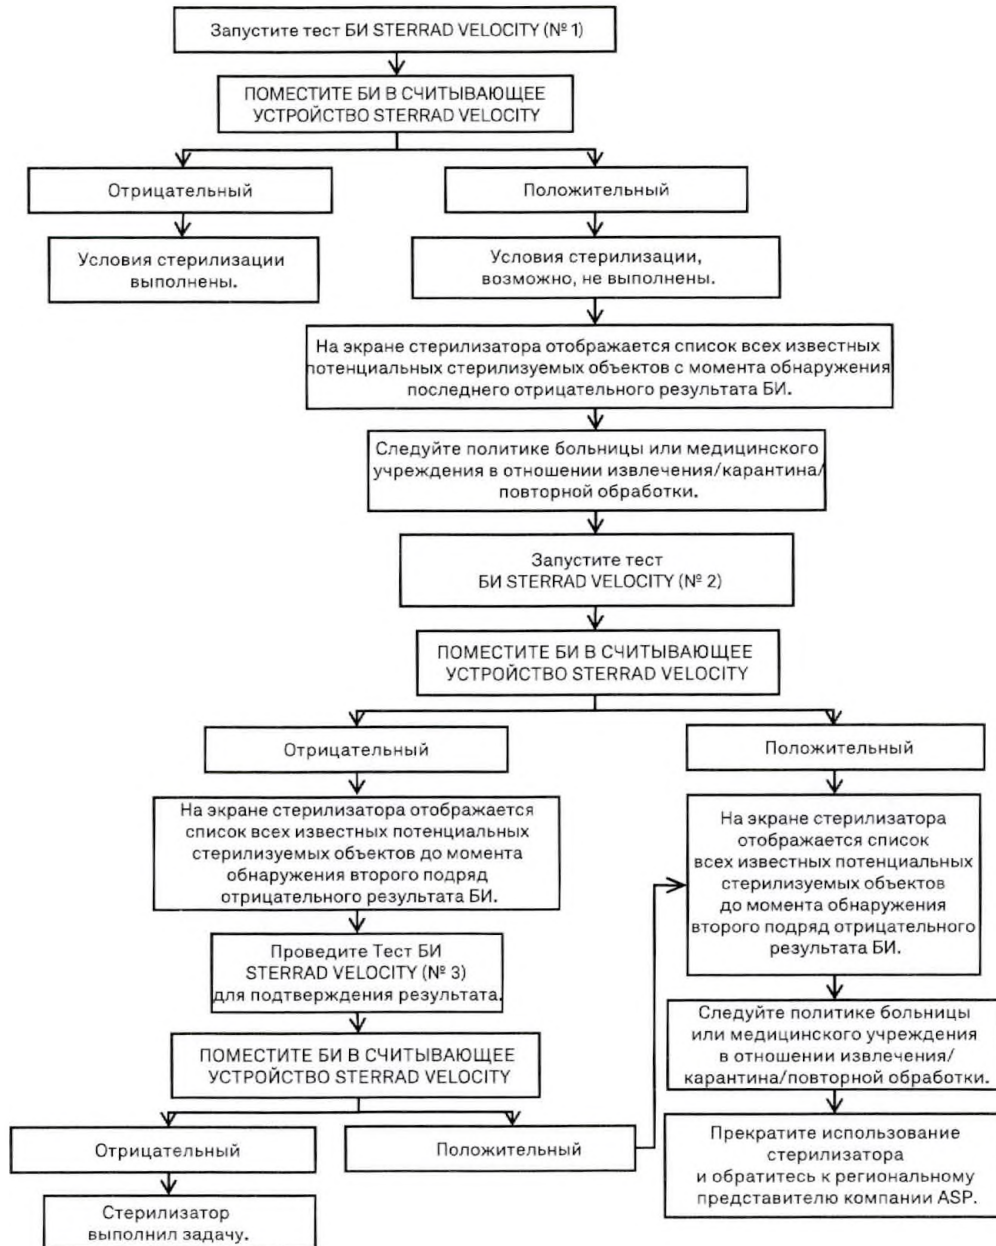 Запустите тест БИ STERRAD VELOCITY (№ 1)
ПОМЕСТИТЕ БИ В СЧИТЫВАЮЩЕЕ
УСТРОЙСТВО STERRAD VELOCITY
Отрицательный
Положительный
Условия стерилизации
выполнены.
Условия стерилизации,
возможно, не выполнены.
На экране стерилизатора отображается список всех известных
потенциальных стерилизуемых объектов с момента обнаружения
последнего отрицательного результата БИ.
Следуйте политике больницы или медицинского
учреждения в отношении извлечения/карантина/
повторной обработки.
Запустите тест
БИ STERRAD VELOCITY (№ 2)
ПОМЕСТИТЕ БИ В СЧИТЫВАЮЩЕЕ
УСТРОЙСТВО STERRAD VELOCITY
Отрицательный
Положительный
На экране стерилизатора отображается
список всех известных потенциальных
стерилизуемых объектов до момента
обнаружения второго подряд
отрицательного результата БИ.
На экране стерилизатора
отображается список
всех известных потенциальных
стерилизуемых объектов
до момента обнаружения
второго подряд отрицательного
результата БИ.
Проведите Тест БИ
STERRAD VELOCITY (№ 3)
для подтверждения результата.
Следуйте политике больницы
или медицинского учреждения
в отношении извлечения/
карантина/повторной обработки.
ПОМЕСТИТЕ БИ В СЧИТЫВАЮЩЕЕ
УСТРОЙСТВО STERRAD VELOCITY
Отрицательный
Положительный
Прекратите использование
стерилизатора
и обратитесь к региональному
представителю компании ASP.
Стерилизатор
выполнил задачу.